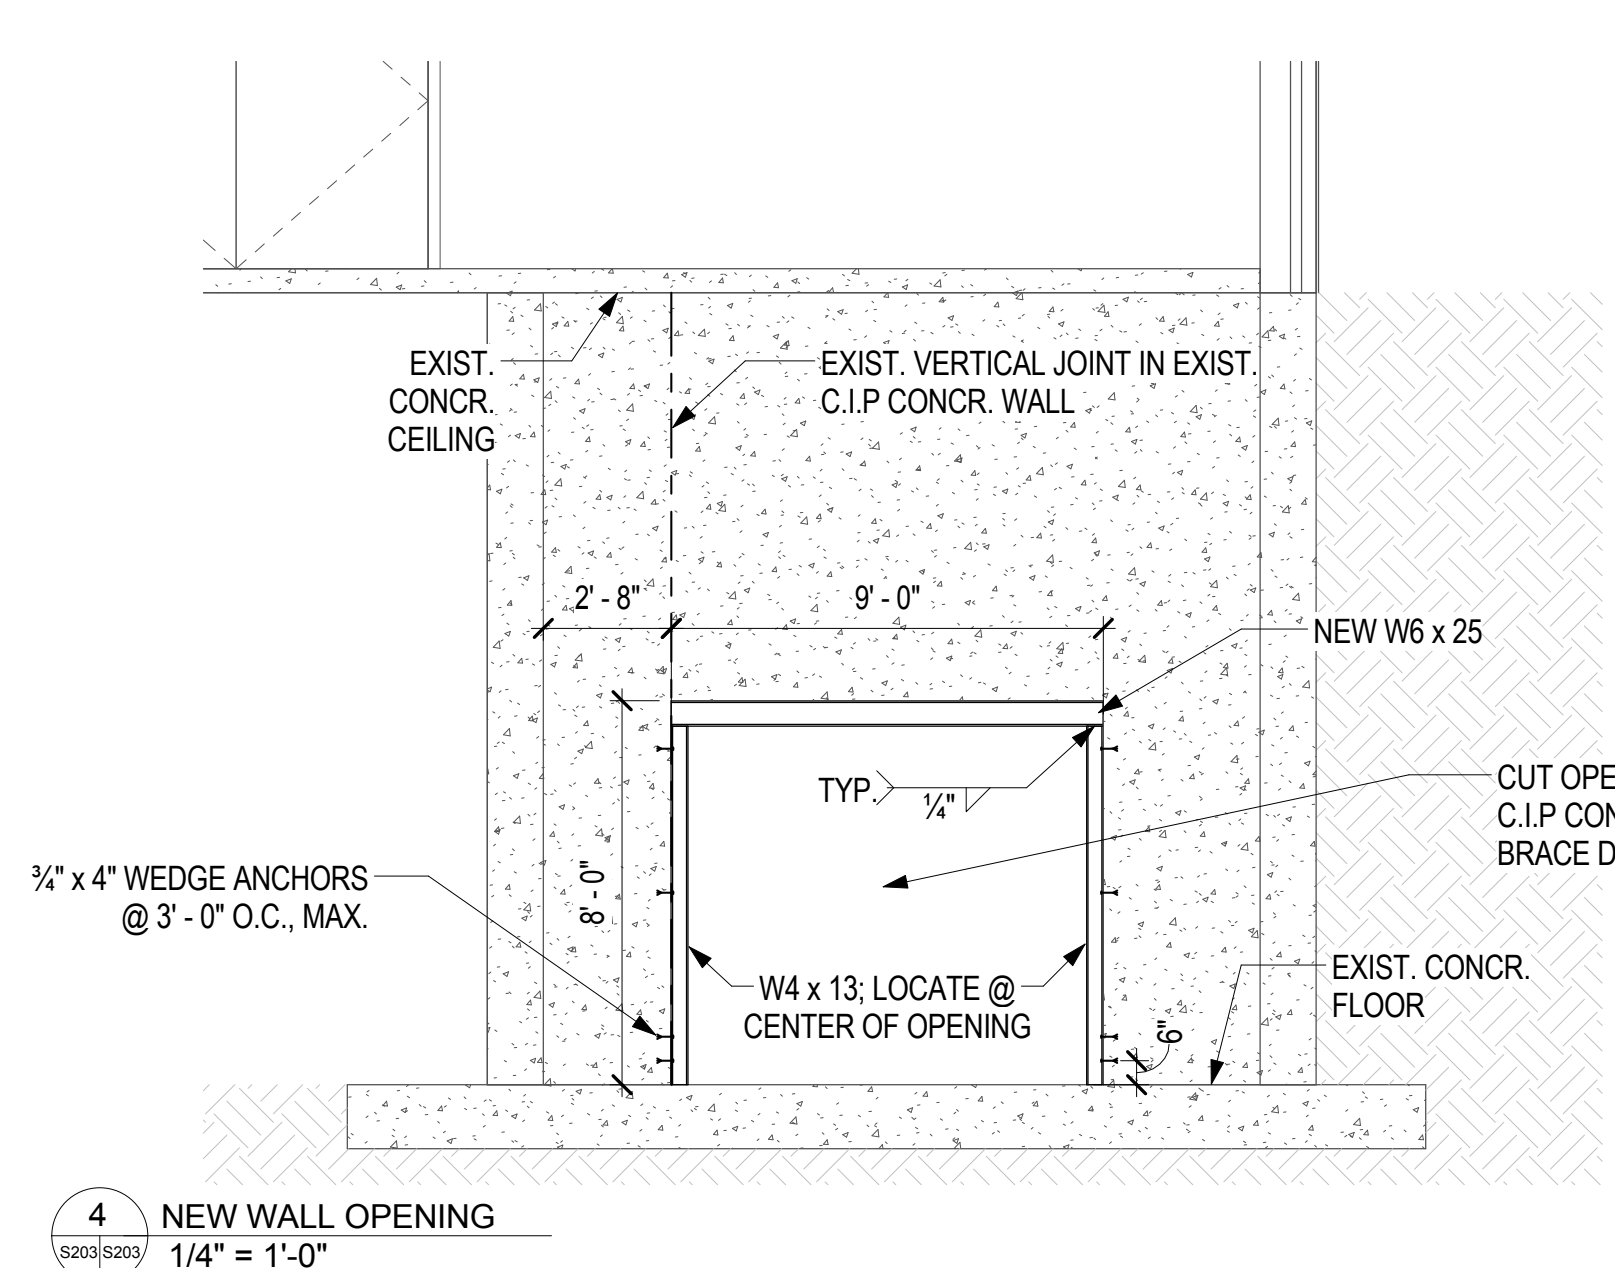 EXIST.
CONCR.
CEILING
EXIST. VERTICAL JOINT IN EXIST.
C.I.P CONCR. WALL
2' - 8"
9' - 0"
NEW W6 x 25
TYP.
¼"
CUT OPE
C.I.P CON
BRACE D
8' - 0"
¾" x 4" WEDGE ANCHORS
@ 3' - 0" O.C., MAX.
W4 x 13; LOCATE @
CENTER OF OPENING
6"
EXIST. CONCR.
FLOOR
4
S203 S203
NEW WALL OPENING
1/4" = 1'-0"